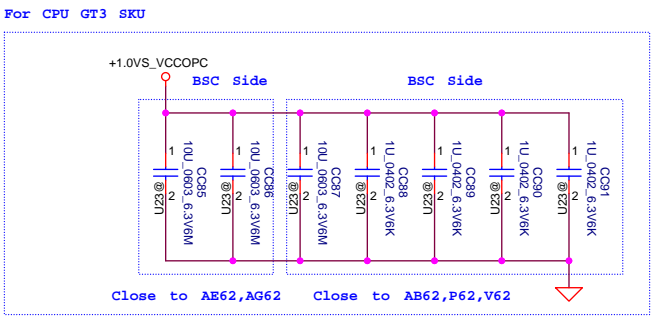 For CPU GT3 SKU
+1.0VS_VCCOPC
BSC Side
BSC Side
1
1
1
1
1
1
1
CC85
10U_0603_6.3V6M
U23@
CC86
10U_0603_6.3V6M
U23@
CC87
10U_0603_6.3V6M
U23@
CC88
1U_0402_6.3V6K
U23@
CC89
1U_0402_6.3V6K
U23@
CC90
1U_0402_6.3V6K
U23@
CC91
1U_0402_6.3V6K
U23@
2
2
2
2
2
2
2
Close to AE62,AG62
Close to AB62,P62,V62